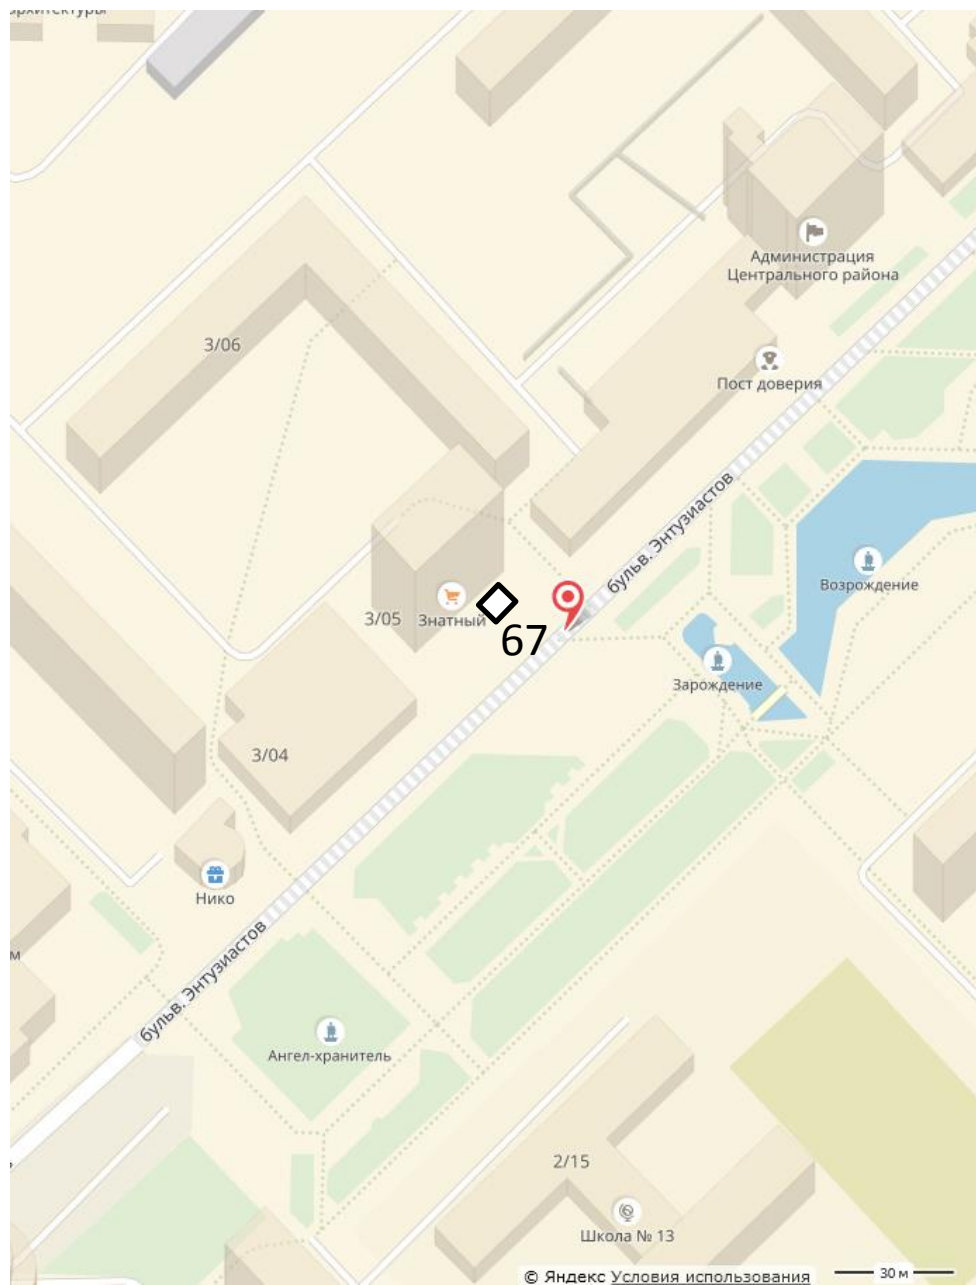 архитектуры
Администрация
Центрального района
3/06
Пост доверия
бульв. Энтузиастов
Возрождение
3/05
Знатный
67
Зарождение
3/04
Нико
м
бульв. Энтузиастов
Ангел-хранитель
2/15
Школа № 13
© Яндекс Условия использования
30 м